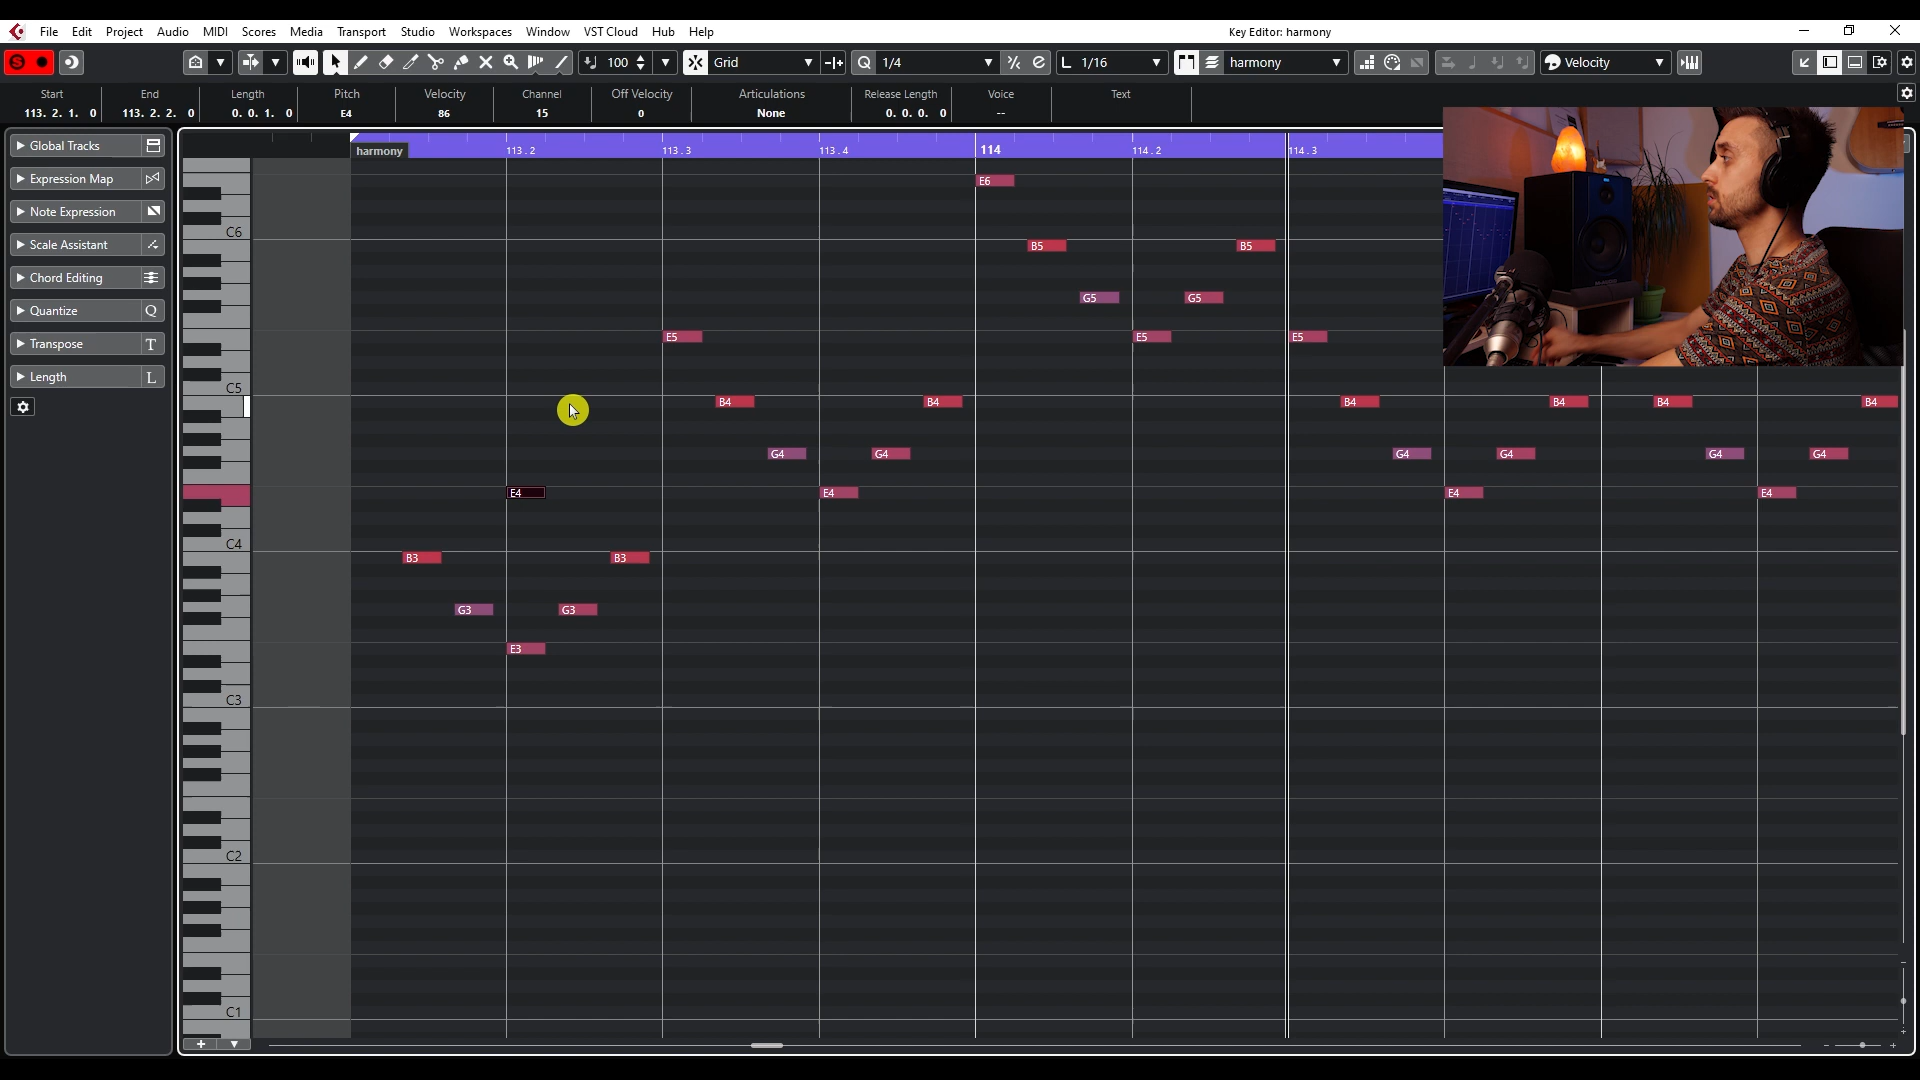 File Edit Project Audio MIDI Scores Media Transport Studio Workspaces Window VST Cloud Hub Help Key Editor: harmony
S 100 Grid Q 1/4 L 1/16 harmony Velocity
Start End Length Pitch Velocity Channel Off Velocity Articulations Release Length Voice Text
113. 2. 1. 0 113. 2. 2. 0 0. 0. 1. 0 E4 86 15 0 None 0. 0. 0. 0 --
Global Tracks
Expression Map
Note Expression
Scale Assistant
Chord Editing
Quantize Q
Transpose T
Length L
harmony 113.2 113.3 113.4 114 114.2 114.3
E6
C6
B5 B5
G5 G5
E5 E5 E5
C5
B4 B4 B4 B4 B4 B4
G4 G4 G4 G4 G4 G4
E4 E4 E4 E4
C4
B3 B3
G3 G3
E3
C3
C2
C1